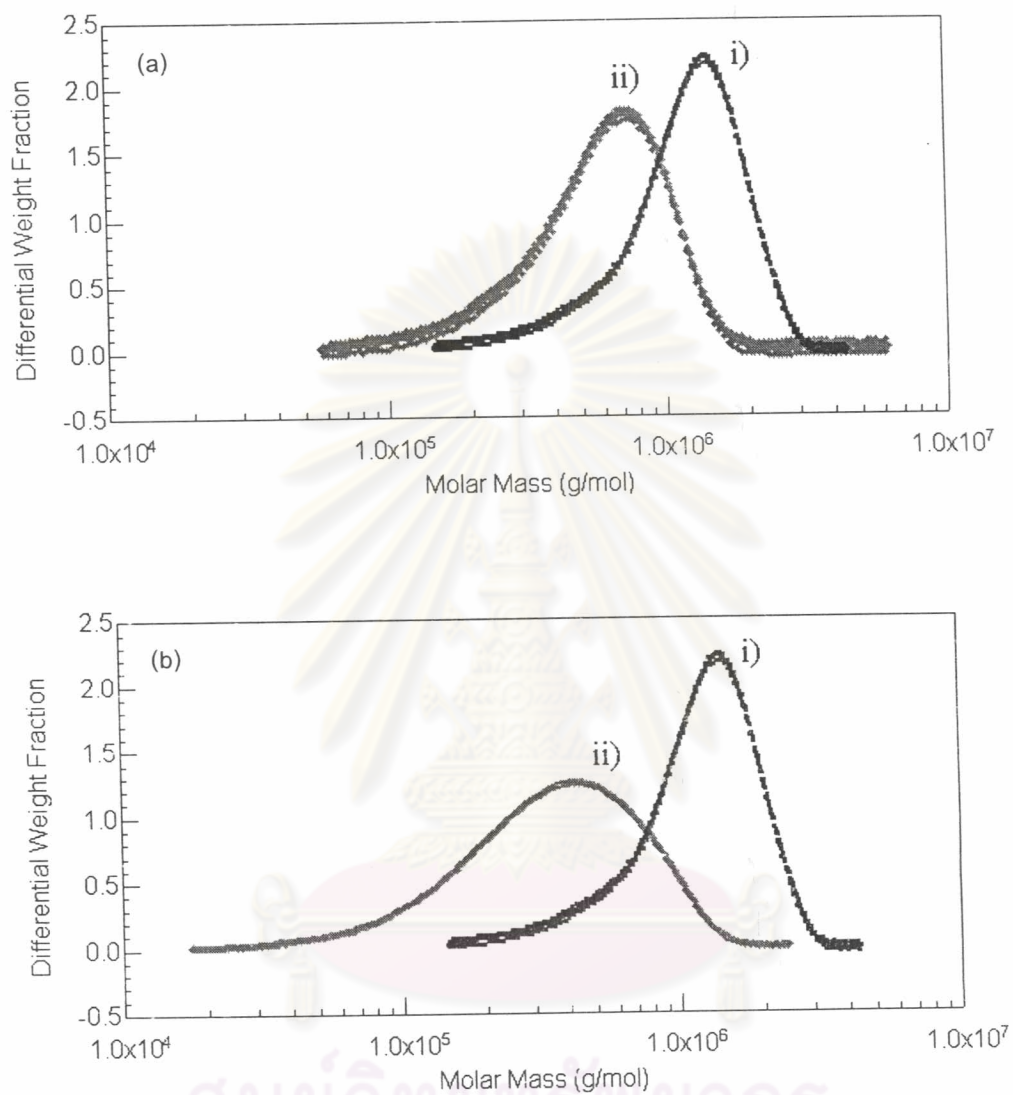 2.5
(a)
i)
ii)
2.0
1.5
1.0
0.5
0.0
-0.5
Differential Weight Fraction
1.0x10⁴
1.0x10⁵
1.0x10⁶
1.0x10⁷
Molar Mass (g/mol)
2.5
(b)
i)
ii)
2.0
1.5
1.0
0.5
0.0
-0.5
Differential Weight Fraction
1.0x10⁴
1.0x10⁵
1.0x10⁶
1.0x10⁷
Molar Mass (g/mol)